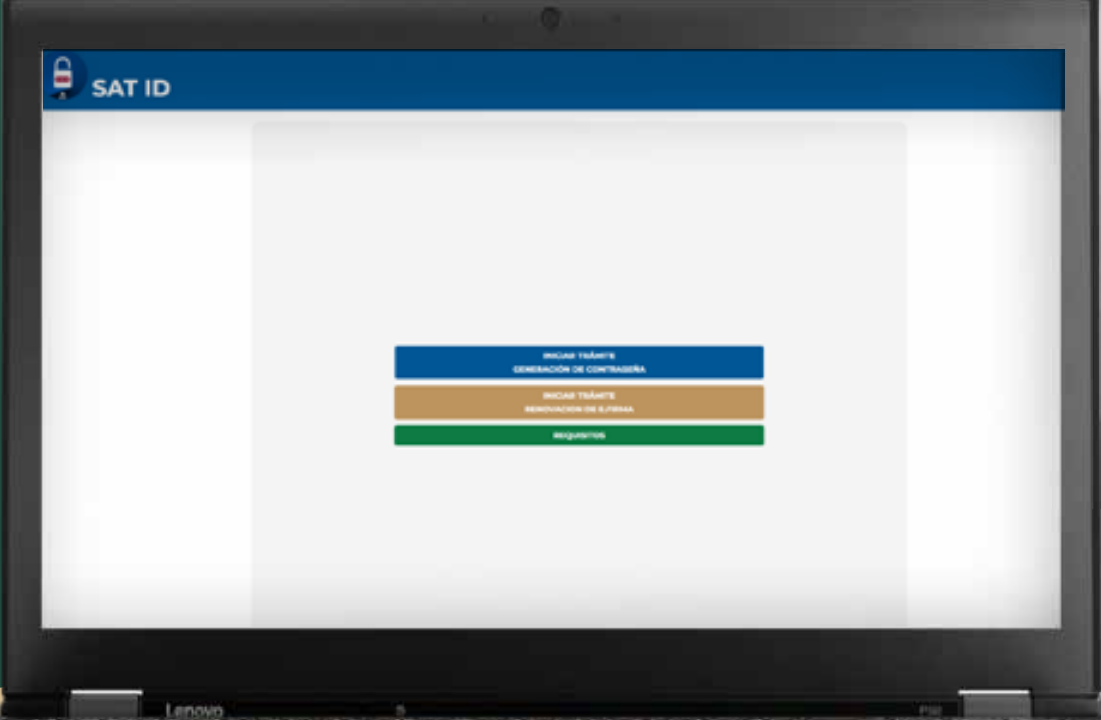 SAT ID
INICIAR TRÁMITE
GENERACIÓN DE CONTRASEÑA
INICIAR TRÁMITE
RENOVACIÓN DE E.FIRMA
REQUISITOS
Lenovo